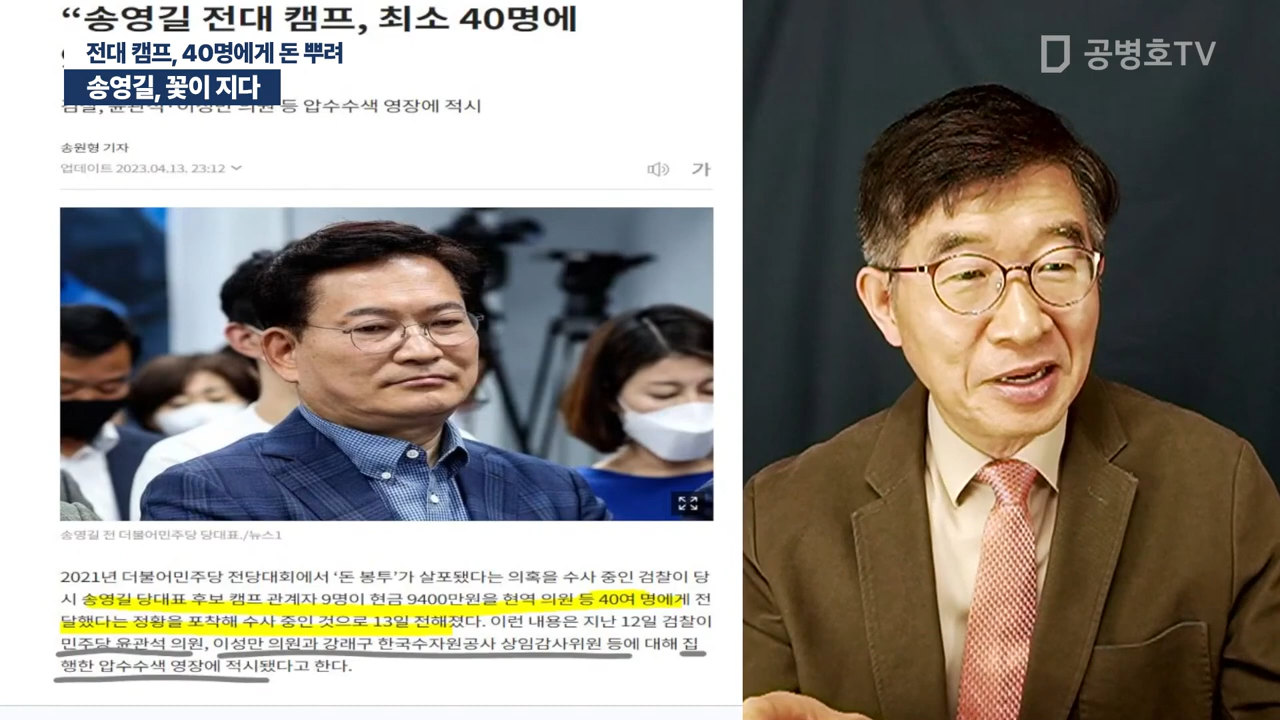 “송영길 전대 캠프, 최소 40명에
전대 캠프, 40명에게 돈 뿌려
송영길, 꽃이 지다
등 압수수색 영장에 적시
송원형 기자
업데이트 2023.04.13. 23:12
가
송영길 전 더불어민주당 당대표./뉴스1
2021년 더불어민주당 전당대회에서 ‘돈 봉투’가 살포됐다는 의혹을 수사 중인 검찰이 당
시 송영길 당대표 후보 캠프 관계자 9명이 현금 9400만원을 현역 의원 등 40여 명에게 전
달했다는 정황을 포착해 수사 중인 것으로 13일 전해졌다. 이런 내용은 지난 12일 검찰이
민주당 윤관석 의원, 이성만 의원과 강래구 한국수자원공사 상임감사위원 등에 대해 집
행한 압수수색 영장에 적시됐다고 한다.
공병호TV